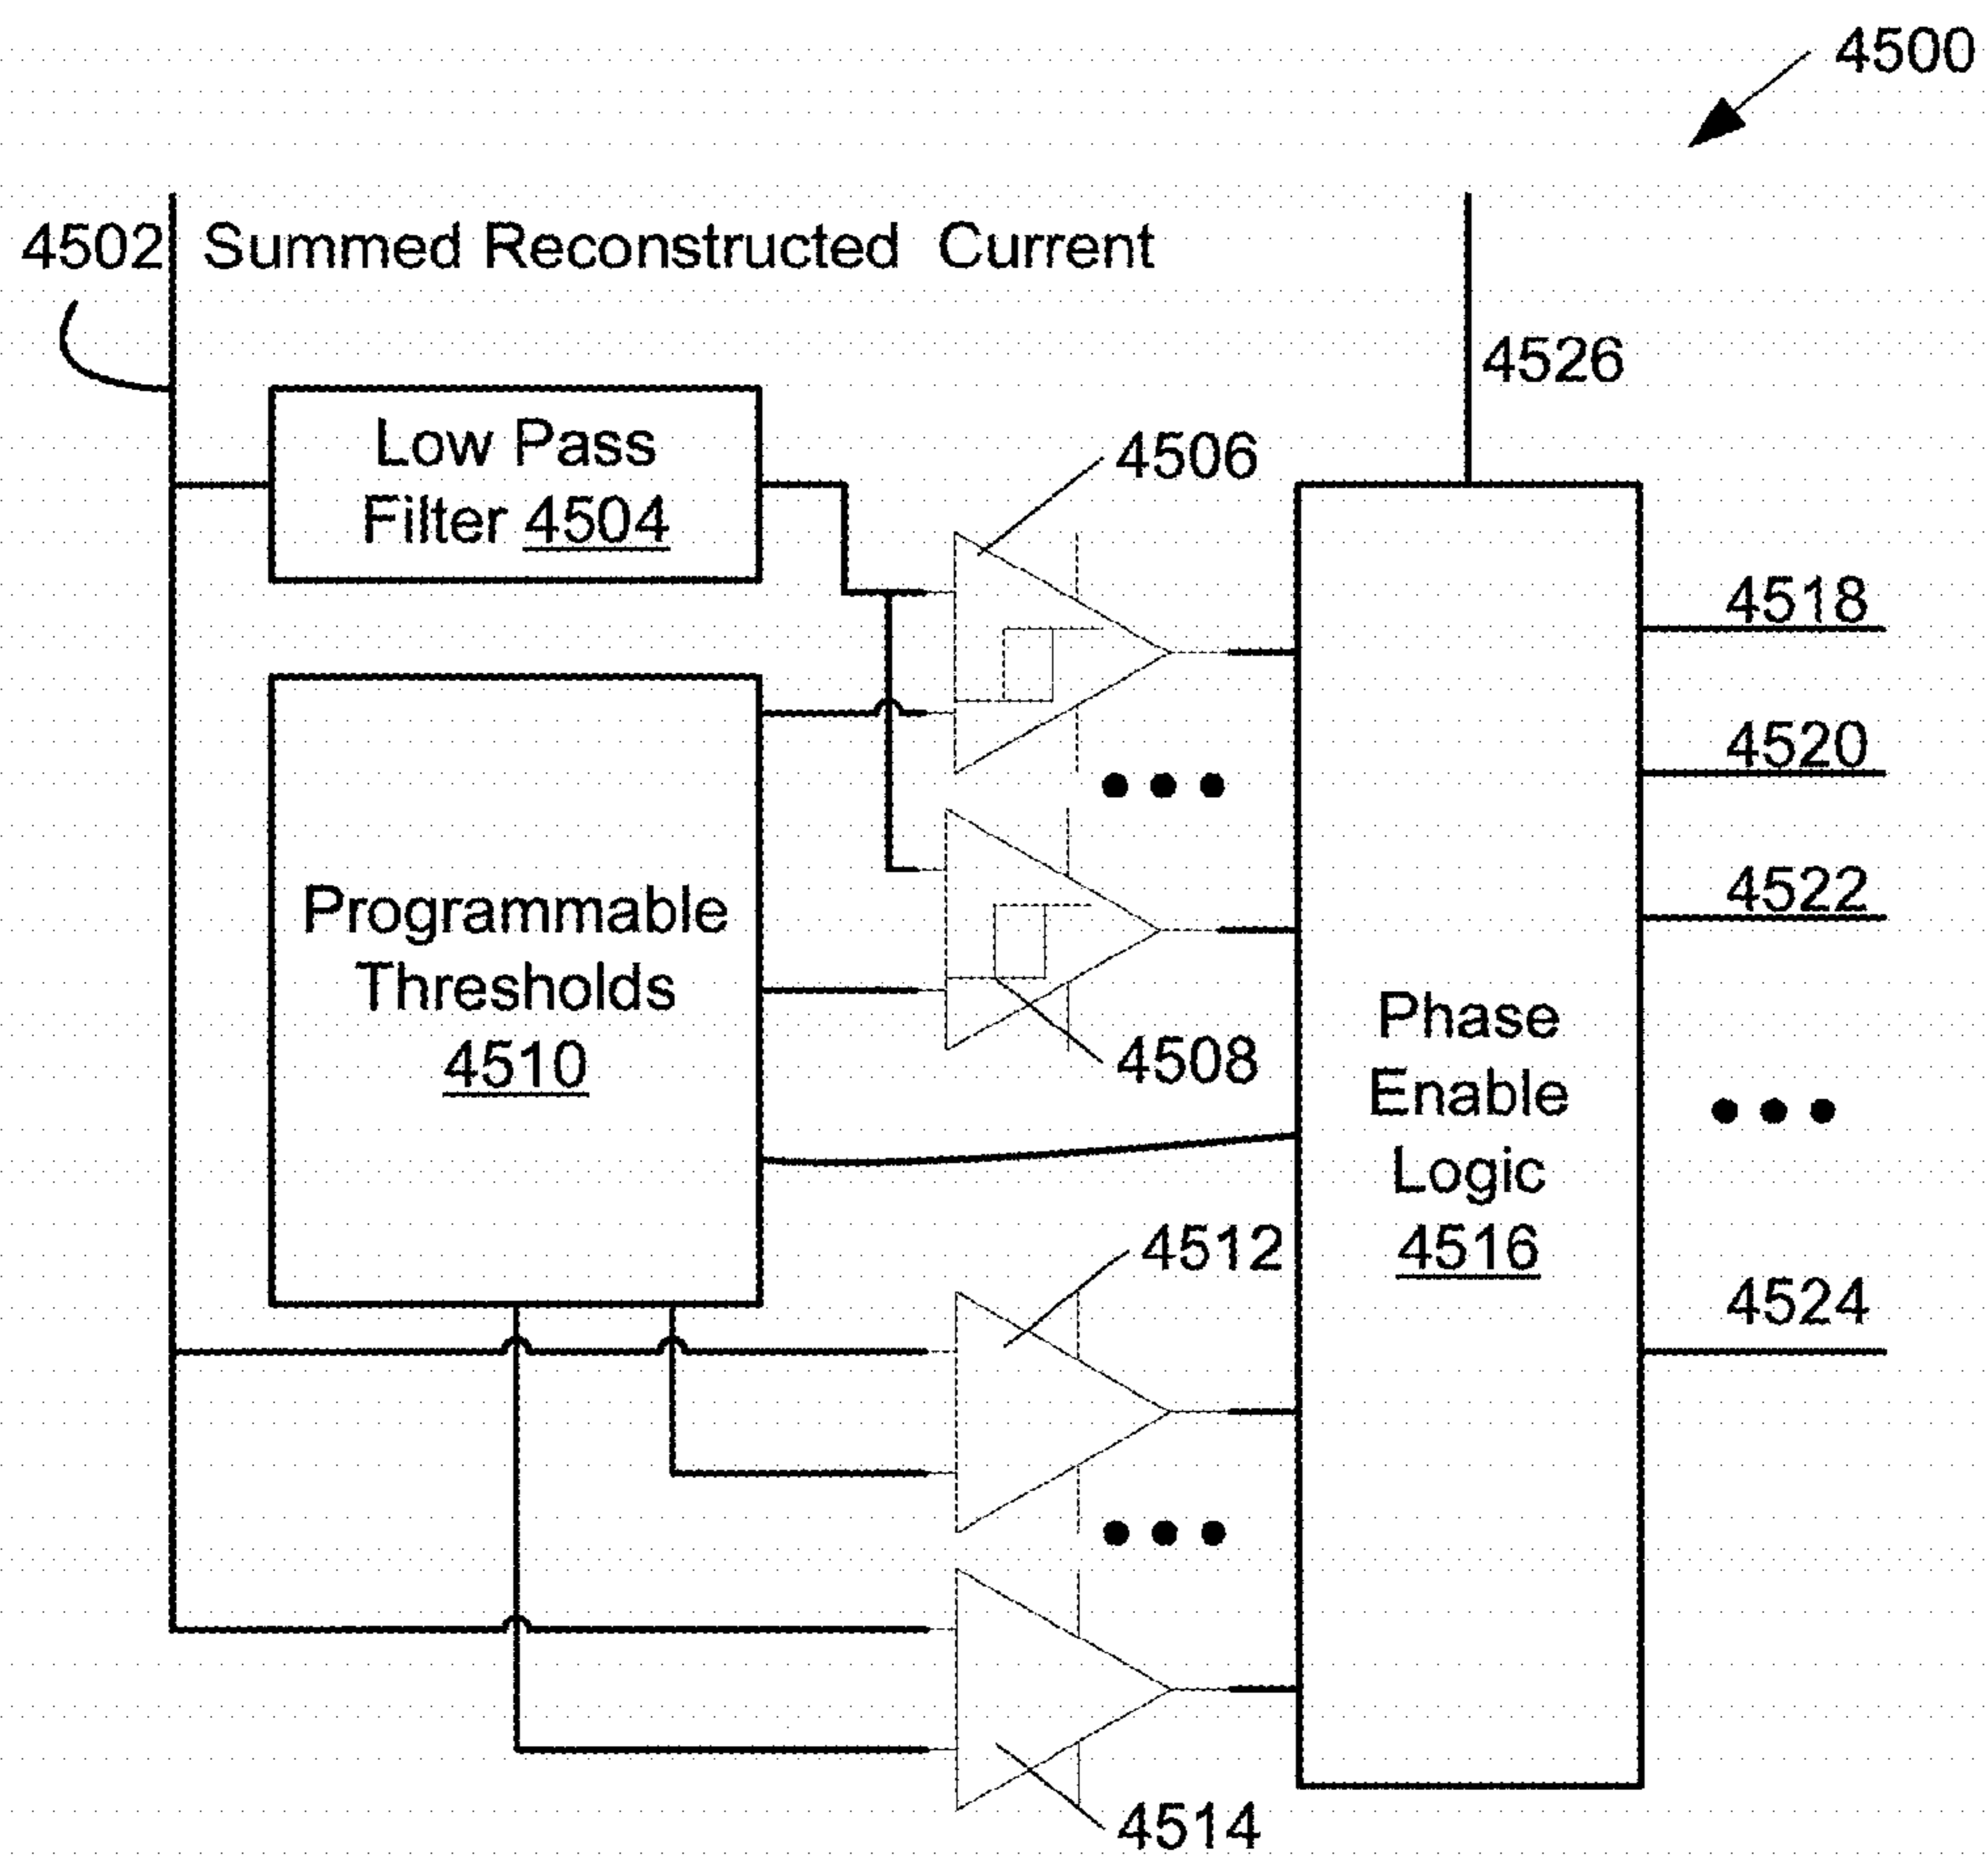 4500
4502 Summed Reconstructed Current
4526
Low Pass
Filter 4504
4506
4518
4520
4522
Programmable
Thresholds
4510
4508
Phase
Enable
Logic
4516
4512
4524
4514